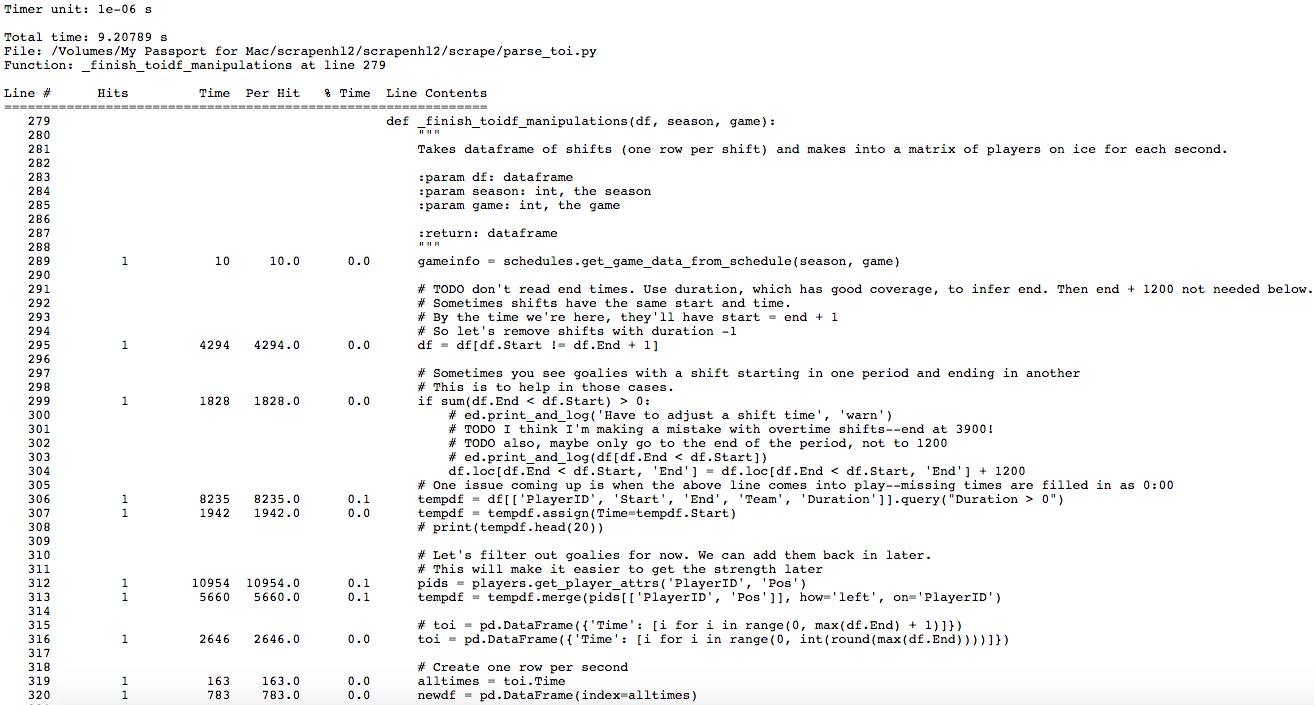 Timer unit: 1e-06 s

Total time: 9.20789 s
File: /Volumes/My Passport for Mac/scrapenhl2/scrapenhl2/scrape/parse_toi.py
Function: _finish_toidf_manipulations at line 279

Line #      Hits         Time  Per Hit   % Time  Line Contents
==============================================================
   279                                           def _finish_toidf_manipulations(df, season, game):
   280                                               """
   281                                               Takes dataframe of shifts (one row per shift) and makes into a matrix of players on ice for each second.
   282
   283                                               :param df: dataframe
   284                                               :param season: int, the season
   285                                               :param game: int, the game
   286
   287                                               :return: dataframe
   288                                               """
   289         1           10     10.0      0.0      gameinfo = schedules.get_game_data_from_schedule(season, game)
   290
   291                                               # TODO don't read end times. Use duration, which has good coverage, to infer end. Then end + 1200 not needed below.
   292                                               # Sometimes shifts have the same start and time.
   293                                               # By the time we're here, they'll have start = end + 1
   294                                               # So let's remove shifts with duration -1
   295         1         4294   4294.0      0.0      df = df[df.Start != df.End + 1]
   296
   297                                               # Sometimes you see goalies with a shift starting in one period and ending in another
   298                                               # This is to help in those cases.
   299         1         1828   1828.0      0.0      if sum(df.End < df.Start) > 0:
   300                                                   # ed.print_and_log('Have to adjust a shift time', 'warn')
   301                                                   # TODO I think I'm making a mistake with overtime shifts--end at 3900!
   302                                                   # TODO also, maybe only go to the end of the period, not to 1200
   303                                                   # ed.print_and_log(df[df.End < df.Start])
   304                                                   df.loc[df.End < df.Start, 'End'] = df.loc[df.End < df.Start, 'End'] + 1200
   305                                               # One issue coming up is when the above line comes into play--missing times are filled in as 0:00
   306         1         8235   8235.0      0.1      tempdf = df[['PlayerID', 'Start', 'End', 'Team', 'Duration']].query("Duration > 0")
   307         1         1942   1942.0      0.0      tempdf = tempdf.assign(Time=tempdf.Start)
   308                                               # print(tempdf.head(20))
   309
   310                                               # Let's filter out goalies for now. We can add them back in later.
   311                                               # This will make it easier to get the strength later
   312         1        10954  10954.0      0.1      pids = players.get_player_attrs('PlayerID', 'Pos')
   313         1         5660   5660.0      0.1      tempdf = tempdf.merge(pids[['PlayerID', 'Pos']], how='left', on='PlayerID')
   314
   315                                               # toi = pd.DataFrame({'Time': [i for i in range(0, max(df.End) + 1)]})
   316         1         2646   2646.0      0.0      toi = pd.DataFrame({'Time': [i for i in range(0, int(round(max(df.End))))]})
   317
   318                                               # Create one row per second
   319         1          163    163.0      0.0      alltimes = toi.Time
   320         1          783    783.0      0.0      newdf = pd.DataFrame(index=alltimes)